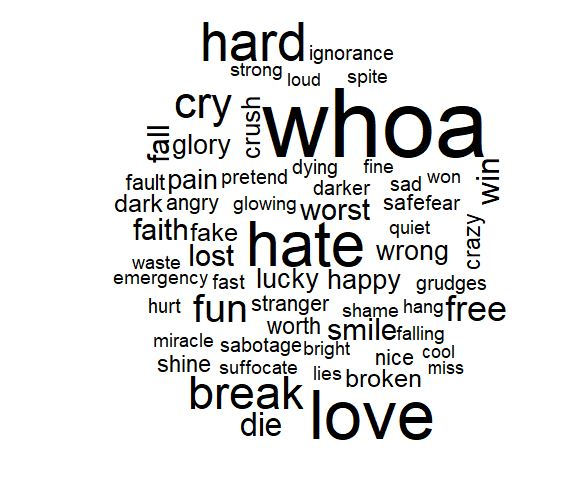 hard ignorance
strong loud spite
cry crush whoa
fall glory
dying fine
fault pain pretend darker sad won win
dark angry glowing worst safe fear
faith fake quiet crazy
lost hate wrong
waste
emergency fast lucky happy grudges
hurt fun stranger shame hang free
worth smile falling
miracle sabotage bright nice cool
shine suffocate lies broken miss
break love
die